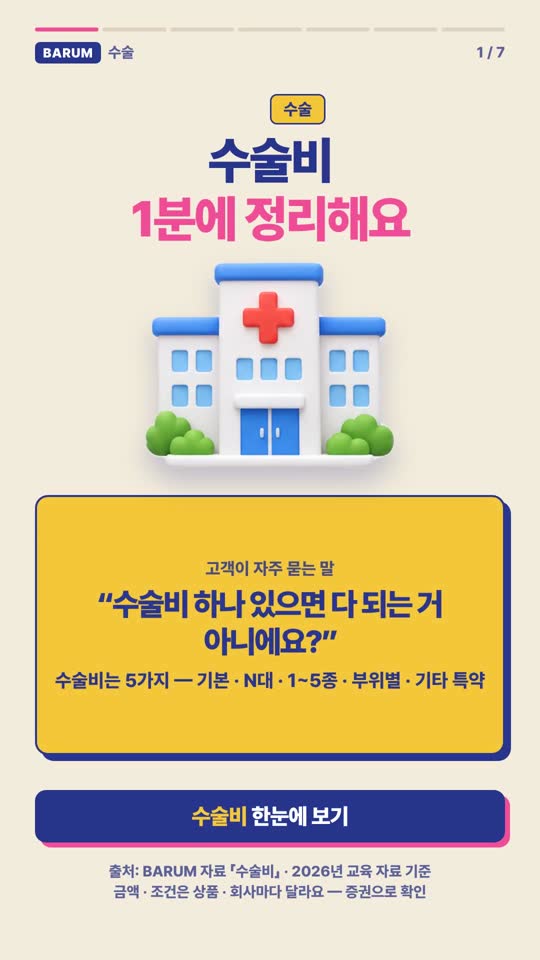 BARUM 수술
1 / 7
수술
수술비
1분에 정리해요
고객이 자주 묻는 말
“수술비 하나 있으면 다 되는 거
아니에요?”
수술비는 5가지 — 기본 · N대 · 1~5종 · 부위별 · 기타 특약
수술비 한눈에 보기
출처: BARUM 자료 『수술비』 · 2026년 교육 자료 기준
금액 · 조건은 상품 · 회사마다 달라요 — 증권으로 확인